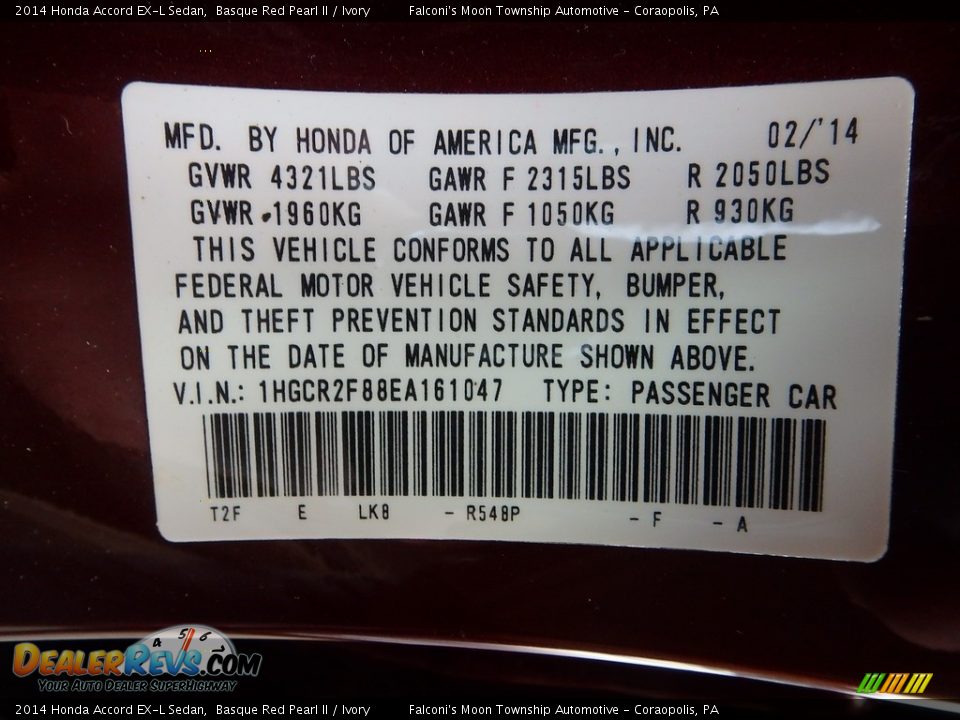 2014 Honda Accord EX-L Sedan, Basque Red Pearl II / Ivory Falconi's Moon Township Automotive - Coraopolis, PA
MFD. BY HONDA OF AMERICA MFG., INC. 02/'14
GVWR 4321LBS GAWR F 2315LBS R 2050LBS
GVWR 1960KG GAWR F 1050KG R 930KG
THIS VEHICLE CONFORMS TO ALL APPLICABLE
FEDERAL MOTOR VEHICLE SAFETY, BUMPER,
AND THEFT PREVENTION STANDARDS IN EFFECT
ON THE DATE OF MANUFACTURE SHOWN ABOVE.
V.I.N.: 1HGCR2F88EA161047 TYPE: PASSENGER CAR
T2F E LK8 - R548P - F - A
4 5 6 7
DEALERREVS.COM
YOUR AUTO DEALER SUPERHIGHWAY
2014 Honda Accord EX-L Sedan, Basque Red Pearl II / Ivory Falconi's Moon Township Automotive - Coraopolis, PA